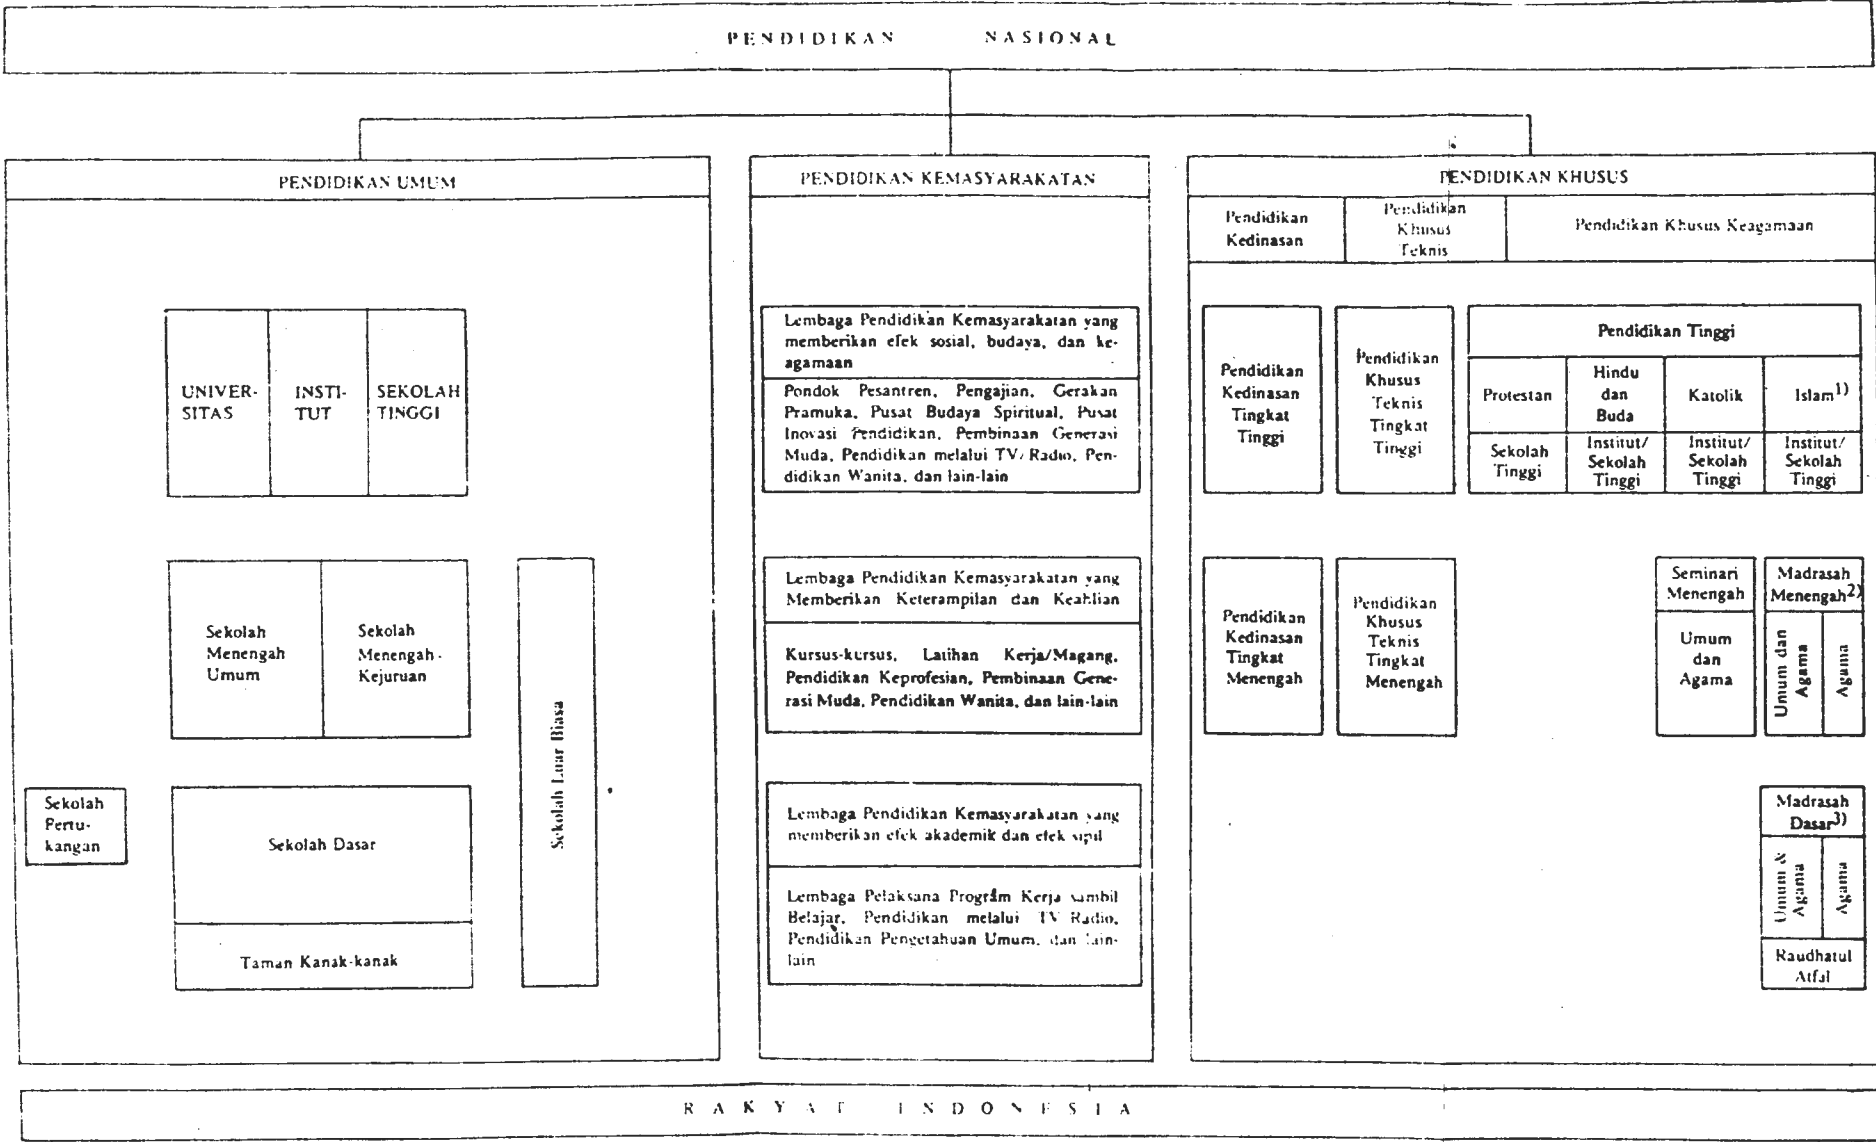 PENDIDIKAN NASIONAL
PENDIDIKAN UMUM
UNIVER-
SITAS
INSTI-
TUT
SEKOLAH
TINGGI
Sekolah
Menengah
Umum
Sekolah
Menengah-
Kejuruan
Sekolah Luar Biasa
Sekolah
Pertu-
kangan
Sekolah Dasar
Taman Kanak-kanak
PENDIDIKAN KEMASYARAKATAN
Lembaga Pendidikan Kemasyarakatan yang
memberikan efek sosial, budaya, dan ke-
agamaan
Pondok Pesantren, Pengajian, Gerakan
Pramuka, Pusat Budaya Spiritual, Pusat
Inovasi Pendidikan, Pembinaan Generasi
Muda, Pendidikan melalui TV/Radio, Pen-
didikan Wanita, dan lain-lain
Lembaga Pendidikan Kemasyarakatan yang
Memberikan Keterampilan dan Keahlian
Kursus-kursus, Latihan Kerja/Magang,
Pendidikan Keprofesian, Pembinaan Gene-
rasi Muda, Pendidikan Wanita, dan lain-lain
Lembaga Pendidikan Kemasyarakatan yang
memberikan efek akademik dan efek sipil
Lembaga Pelaksana Program Kerja sambil
Belajar, Pendidikan melalui TV Radio,
Pendidikan Pengetahuan Umum, dan lain-
lain
PENDIDIKAN KHUSUS
Pendidikan
Kedinasan
Pendidikan
Khusus
Teknis
Pendidikan Khusus Keagamaan
Pendidikan
Kedinasan
Tingkat
Tinggi
Pendidikan
Khusus
Teknis
Tingkat
Tinggi
Pendidikan Tinggi
Protestan
Hindu
dan
Buda
Katolik
Islam1)
Sekolah
Tinggi
Institut/
Sekolah
Tinggi
Institut/
Sekolah
Tinggi
Institut/
Sekolah
Tinggi
Pendidikan
Kedinasan
Tingkat
Menengah
Pendidikan
Khusus
Teknis
Tingkat
Menengah
Seminari
Menengah
Umum
dan
Agama
Madrasah
Menengah2)
Umum dan
Agama
Agama
Madrasah
Dasar3)
Umum &
Agama
Agama
Raudhatul
Atfal
RAKYAT INDONESIA